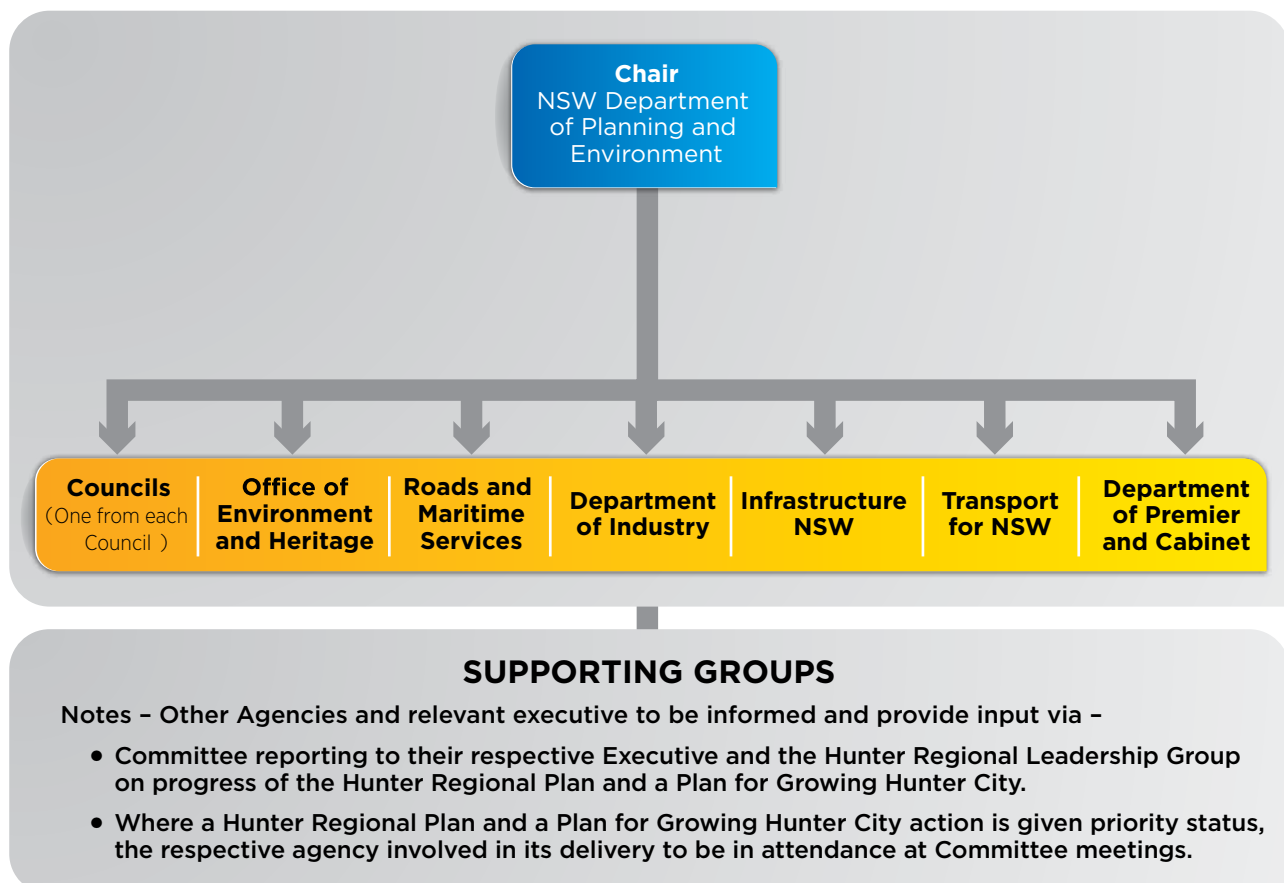 Chair
NSW Department
of Planning and
Environment
Councils
(One from each
Council )
Office of
Environment
and Heritage
Roads and
Maritime
Services
Department
of Industry
Infrastructure
NSW
Transport
for NSW
Department
of Premier
and Cabinet
SUPPORTING GROUPS
Notes – Other Agencies and relevant executive to be informed and provide input via –
• Committee reporting to their respective Executive and the Hunter Regional Leadership Group
on progress of the Hunter Regional Plan and a Plan for Growing Hunter City.
• Where a Hunter Regional Plan and a Plan for Growing Hunter City action is given priority status,
the respective agency involved in its delivery to be in attendance at Committee meetings.